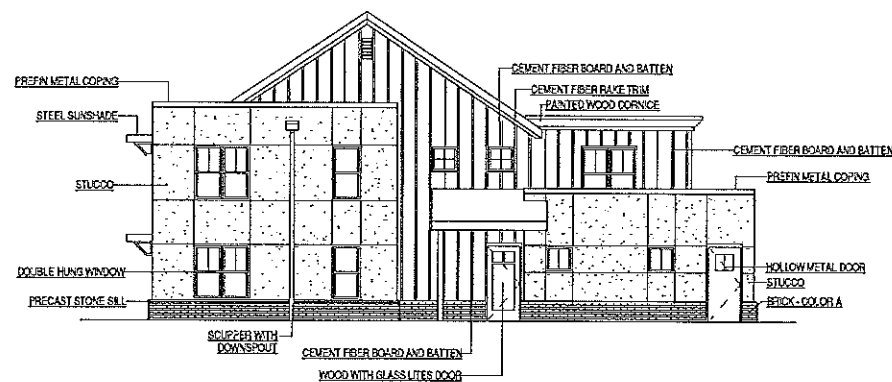 CEMENT FIBER BOARD AND BATTEN
PREFIN METAL COPING
CEMENT FIBER RAKE TRIM
PAINTED WOOD CORNICE
STEEL SUNSHADE
CEMENT FIBER BOARD AND BATTEN
PREFIN METAL COPING
STUCCO
DOUBLE HUNG WINDOW
HOLLOW METAL DOOR
STUCCO
PRECAST STONE SILL
BRICK - COLOR A
SCUPPER WITH
DOWNSPOUT
CEMENT FIBER BOARD AND BATTEN
WOOD WITH GLASS LITES DOOR